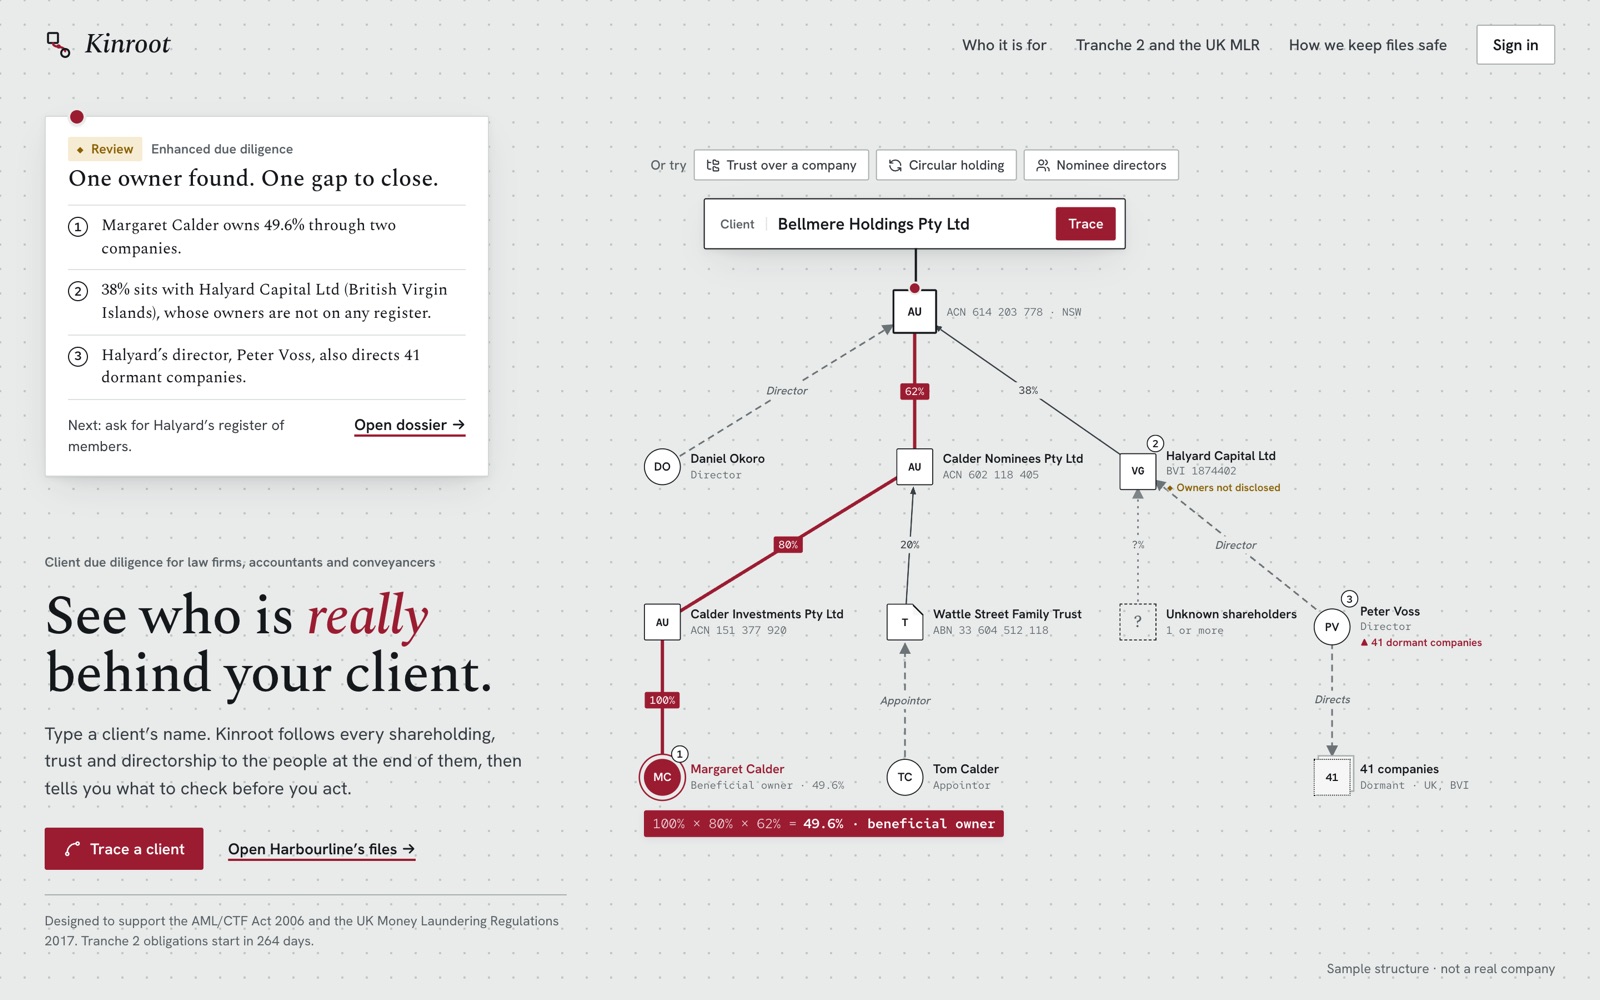 Kinroot
Who it is for
Tranche 2 and the UK MLR
How we keep files safe
Sign in
Review
Enhanced due diligence
One owner found. One gap to close.
1
Margaret Calder owns 49.6% through two
companies.
2
38% sits with Halyard Capital Ltd (British Virgin
Islands), whose owners are not on any register.
3
Halyard's director, Peter Voss, also directs 41
dormant companies.
Next: ask for Halyard's register of
members.
Open dossier →
Client due diligence for law firms, accountants and conveyancers
See who is really
behind your client.
Type a client's name. Kinroot follows every shareholding,
trust and directorship to the people at the end of them, then
tells you what to check before you act.
Trace a client
Open Harbourline's files →
Designed to support the AML/CTF Act 2006 and the UK Money Laundering Regulations
2017. Tranche 2 obligations start in 264 days.
Or try
Trust over a company
Circular holding
Nominee directors
Client
Bellmere Holdings Pty Ltd
Trace
AU
ACN 614 203 778 · NSW
Director
62%
38%
DO
Daniel Okoro
Director
AU
Calder Nominees Pty Ltd
ACN 602 118 405
2
VG
Halyard Capital Ltd
BVI 1874402
Owners not disclosed
80%
20%
?%
Director
AU
Calder Investments Pty Ltd
ACN 151 377 920
T
Wattle Street Family Trust
ABN 33 604 512 118
?
Unknown shareholders
1 or more
3
PV
Peter Voss
Director
41 dormant companies
100%
Appointor
Directs
1
MC
Margaret Calder
Beneficial owner · 49.6%
TC
Tom Calder
Appointor
41
41 companies
Dormant · UK, BVI
100% × 80% × 62% = 49.6% · beneficial owner
Sample structure · not a real company